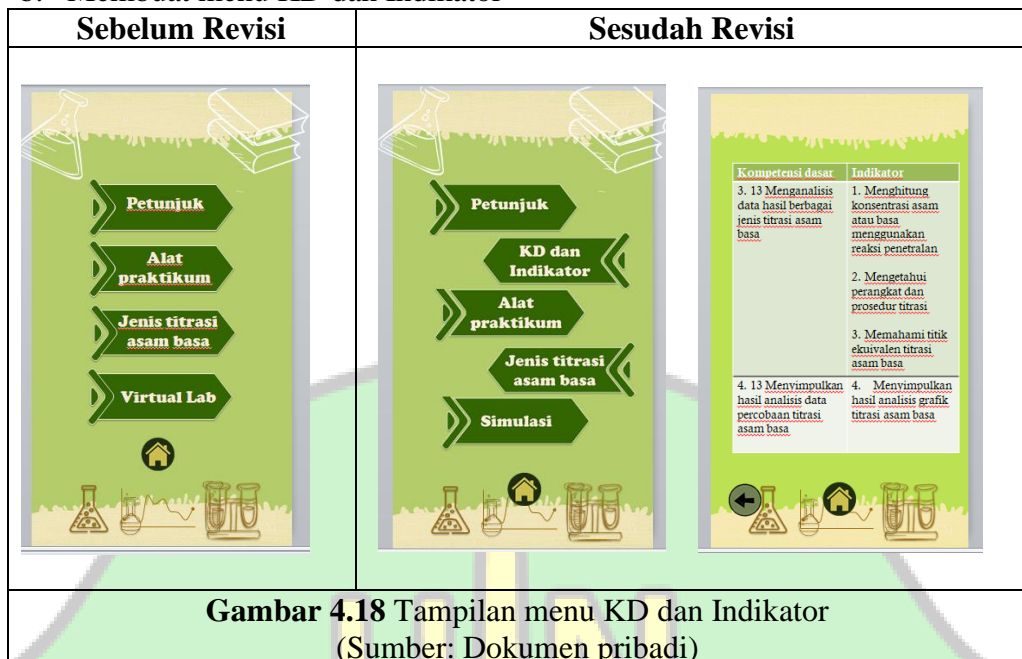 Membuat menu KD dan Indikator
Sebelum Revisi
Sesudah Revisi
Petunjuk
Alat
praktikum
Jenis titrasi
asam basa
Virtual Lab
Petunjuk
KD dan
Indikator
Alat
praktikum
Jenis titrasi
asam basa
Simulasi
Kompetensi dasar
Indikator
3. 13 Menganalisis
data hasil berbagai
jenis titrasi asam
basa
1. Menghitung
konsentrasi asam
atau basa
menggunakan
reaksi penetralan
2. Mengetahui
perangkat dan
prosedur titrasi
3. Memahami titik
ekuivalen titrasi
asam basa
4. 13 Menyimpulkan
hasil analisis data
percobaan titrasi
asam basa
4. Menyimpulkan
hasil analisis grafik
titrasi asam basa
Gambar 4.18 Tampilan menu KD dan Indikator
(Sumber: Dokumen pribadi)